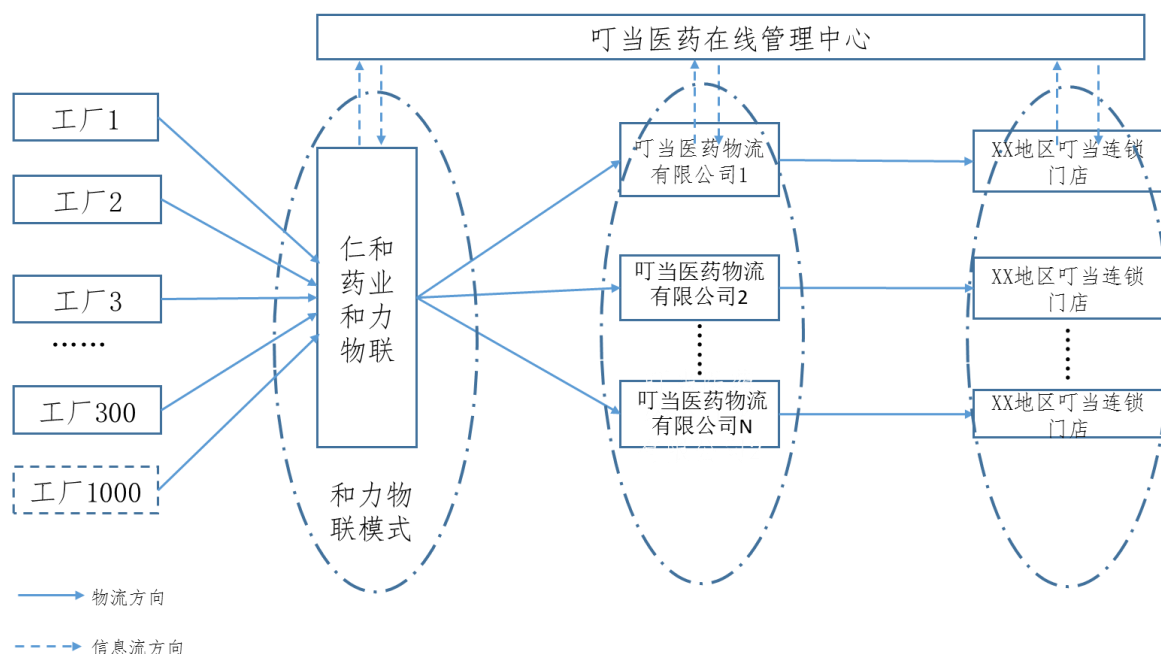 叮当医药在线管理中心
工厂1
工厂2
工厂3
……
工厂300
工厂1000
仁和
药业
和力
物联
和力物
联模式
叮当医药物流
有限公司1
叮当医药物流
有限公司2
叮当医药物流
有限公司N
XX地区叮当连锁
门店
XX地区叮当连锁
门店
XX地区叮当连锁
门店
物流方向
信息流方向